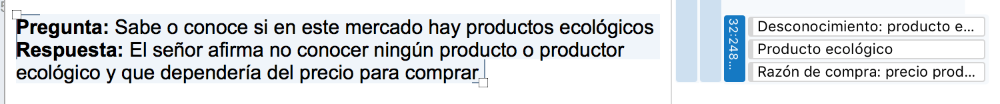 Pregunta: Sabe o conoce si en este mercado hay productos ecológicos
Respuesta: El señor afirma no conocer ningún producto o productor
ecológico y que dependería del precio para comprar
32:248...
Desconocimiento: producto e...
Producto ecológico
Razón de compra: precio prod...